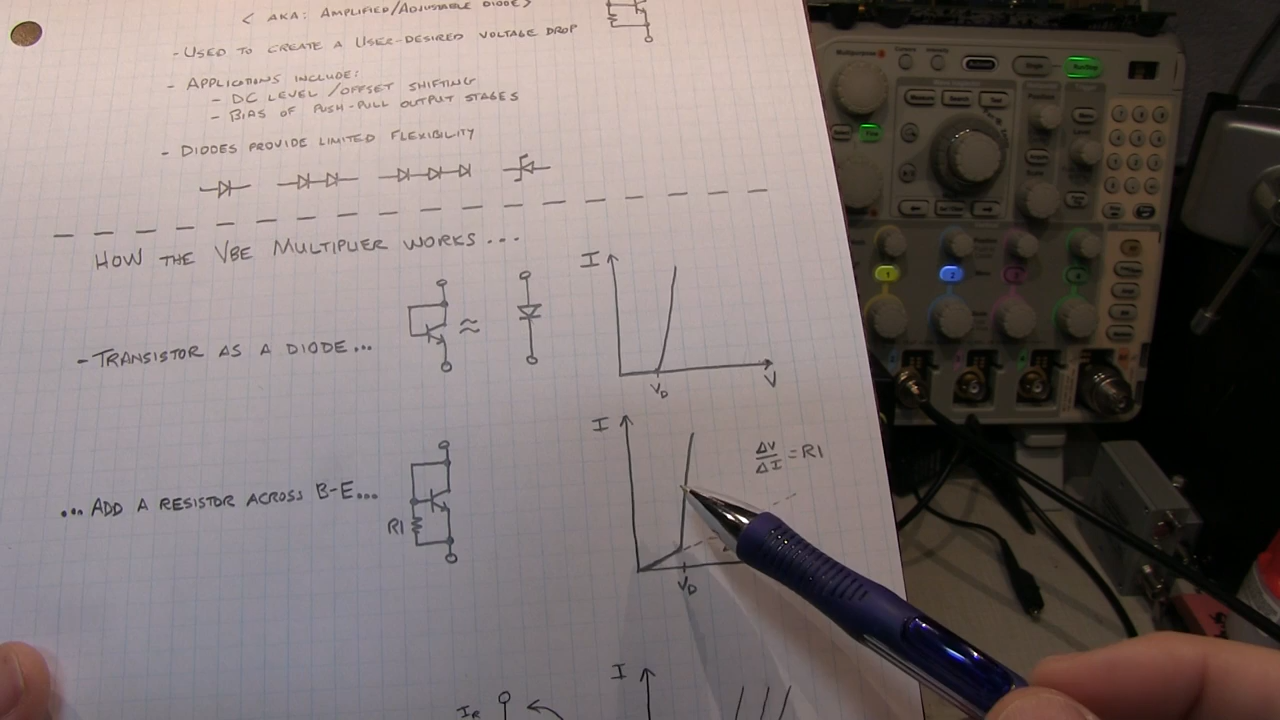 < AKA: AMPLIFIED/ADJUSTABLE DIODE>
- USED TO CREATE A USER-DESIRED VOLTAGE DROP
- APPLICATIONS INCLUDE:
- DC LEVEL/OFFSET SHIFTING
- BIAS OF PUSH-PULL OUTPUT STAGES
- DIODES PROVIDE LIMITED FLEXIBILITY
HOW THE VBE MULTIPLIER WORKS...
I
- TRANSISTOR AS A DIODE...
≈
VD
V
I
ΔV/ΔI = R1
...ADD A RESISTOR ACROSS B-E...
R1
VD
I
IR